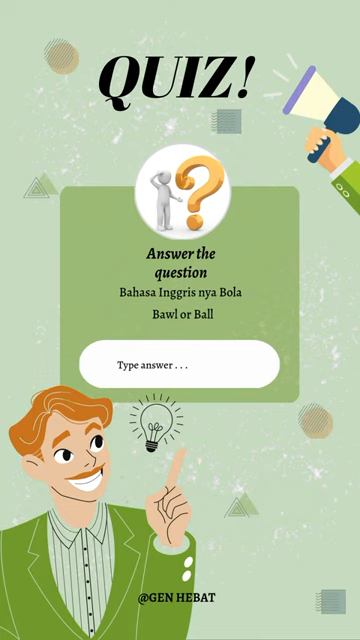 QUIZ!
Answer the
question
Bahasa Inggris nya Bola
Bawl or Ball
Type answer . . .
@GEN HEBAT